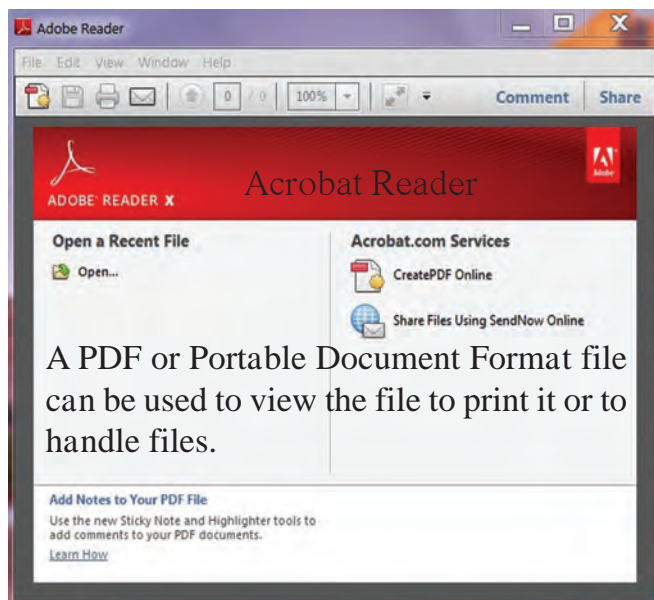 Adobe Reader
File Edit View Window Help
0 / 0 100% Comment Share
Adobe
ADOBE READER X
Acrobat Reader
Open a Recent File
Open...
Acrobat.com Services
CreatePDF Online
Share Files Using SendNow Online
A PDF or Portable Document Format file
can be used to view the file to print it or to
handle files.
Add Notes to Your PDF File
Use the new Sticky Note and Highlighter tools to
add comments to your PDF documents.
Learn How